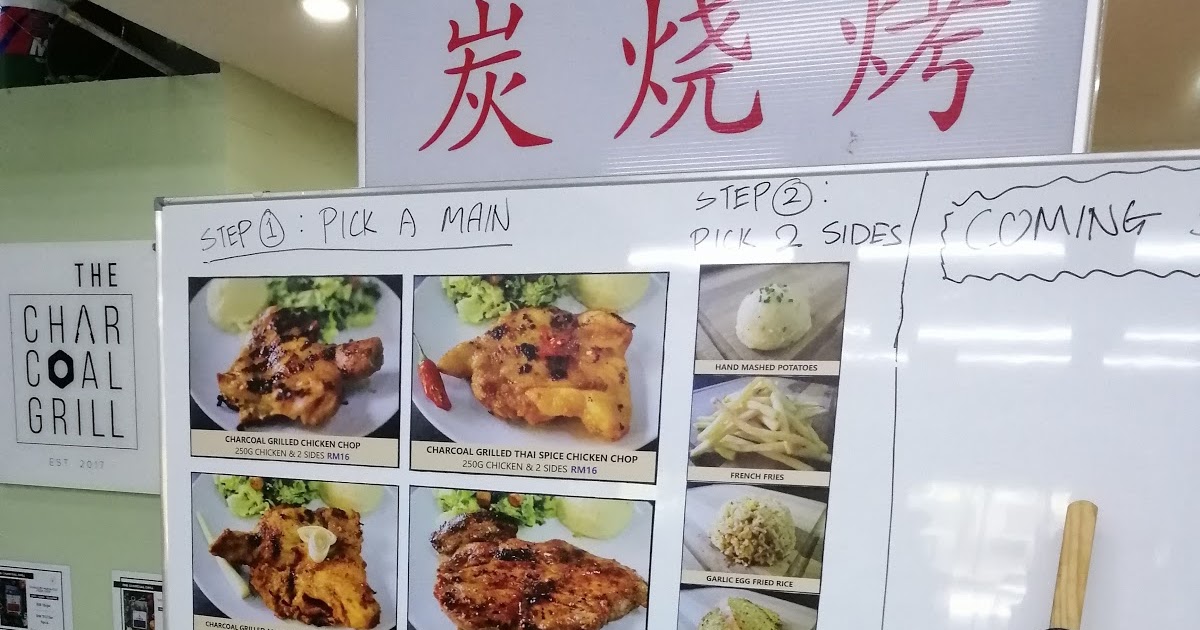 炭烧烤
THE
CHAR
COAL
GRILL
EST 2017
STEP 1 : PICK A MAIN
CHARCOAL GRILLED CHICKEN CHOP
250G CHICKEN & 2 SIDES RM16
CHARCOAL GRILLED THAI SPICE CHICKEN CHOP
250G CHICKEN & 2 SIDES RM16
CHARCOAL GRILLED
STEP 2 :
PICK 2 SIDES
HAND MASHED POTATOES
FRENCH FRIES
GARLIC EGG FRIED RICE
COMING